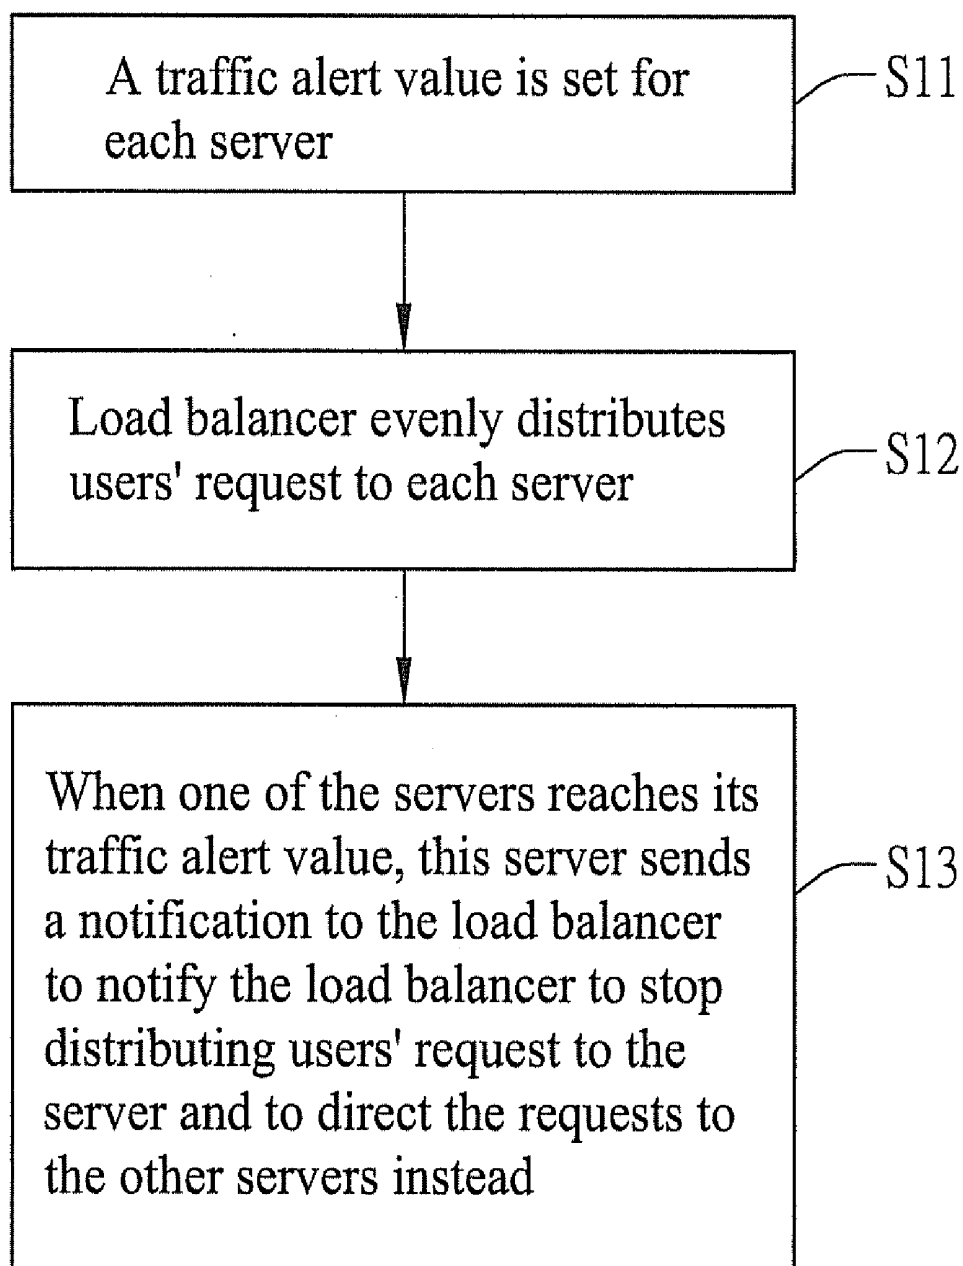 A traffic alert value is set for
each server
S11
Load balancer evenly distributes
users' request to each server
S12
When one of the servers reaches its
traffic alert value, this server sends
a notification to the load balancer
to notify the load balancer to stop
distributing users' request to the
server and to direct the requests to
the other servers instead
S13